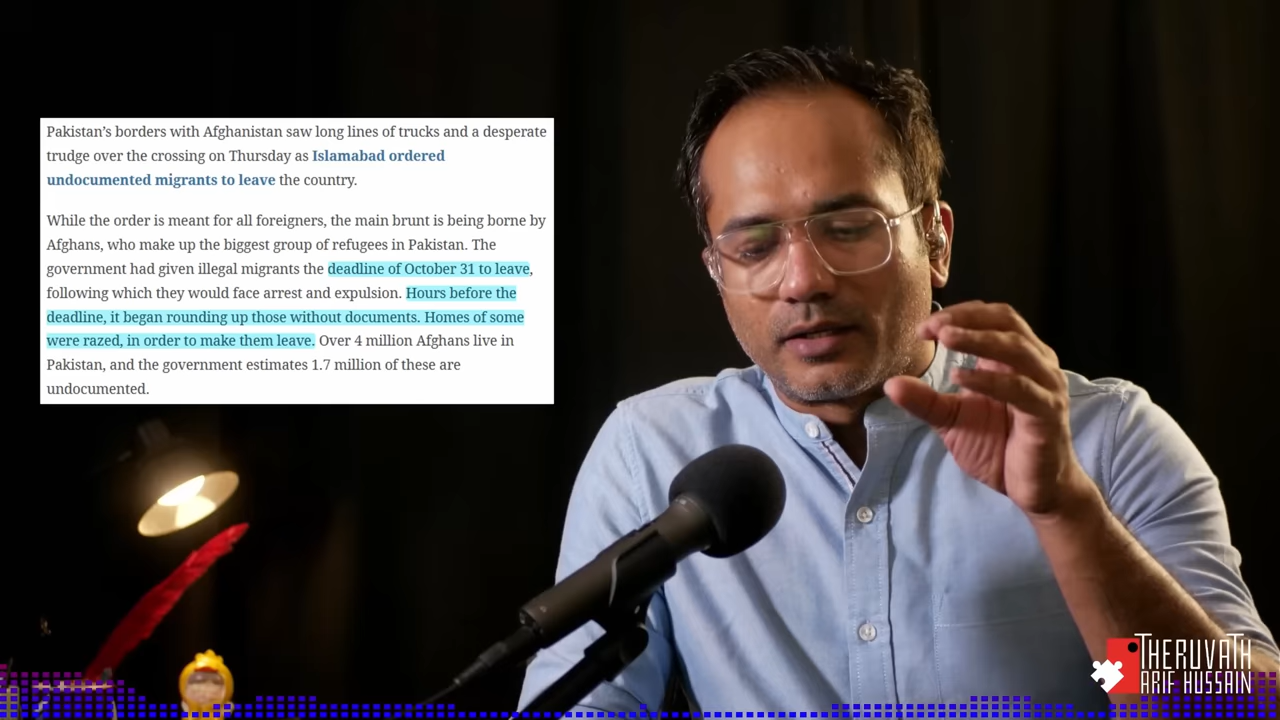 Pakistan’s borders with Afghanistan saw long lines of trucks and a desperate
trudge over the crossing on Thursday as Islamabad ordered
undocumented migrants to leave the country.
While the order is meant for all foreigners, the main brunt is being borne by
Afghans, who make up the biggest group of refugees in Pakistan. The
government had given illegal migrants the deadline of October 31 to leave,
following which they would face arrest and expulsion. Hours before the
deadline, it began rounding up those without documents. Homes of some
were razed, in order to make them leave. Over 4 million Afghans live in
Pakistan, and the government estimates 1.7 million of these are
undocumented.
THERUVATH
ARIF HUSSAIN